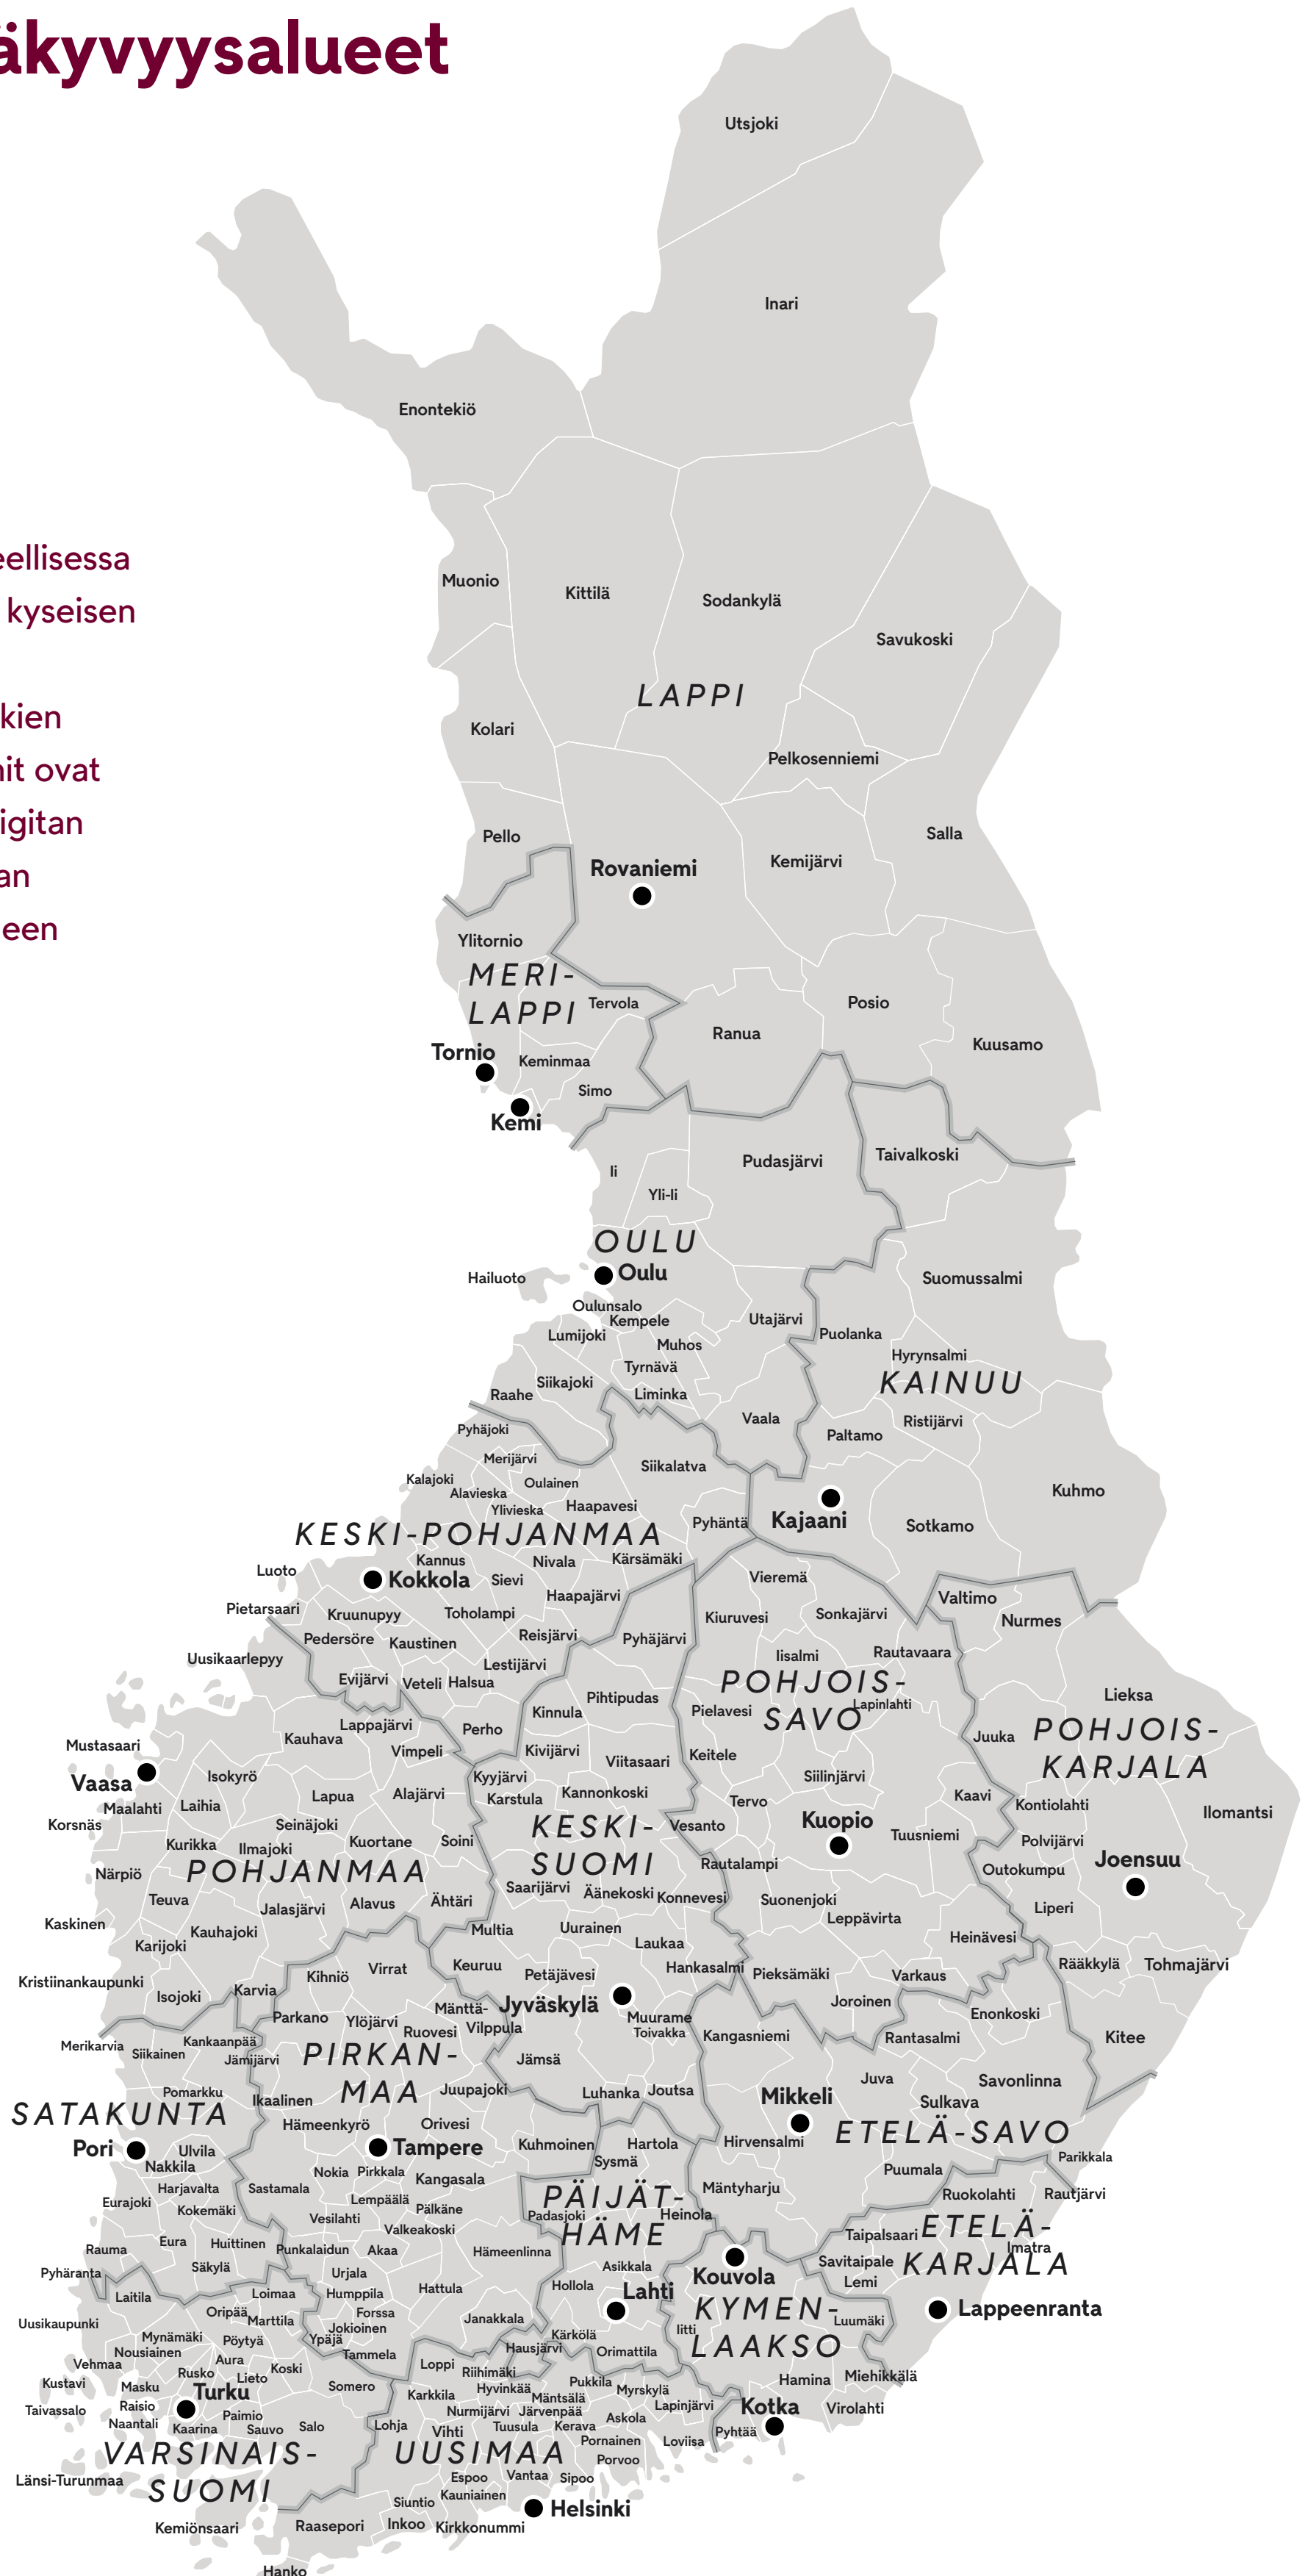 äkyvyysalueet
Utsjoki
Inari
Enontekiö
eellisessa
Muonio
Kittilä
Sodankylä
kyseisen
Savukoski
LAPPI
kien
Kolari
Pelkosenniemi
nit ovat
igitan
Pello
Salla
Rovaniemi
Kemijärvi
an
een
Ylitornio
MERI-
LAPPI
Tervola
Posio
Ranua
Kuusamo
Tornio
Keminmaa
Simo
Kemi
Ii
Pudasjärvi
Taivalkoski
Yli-Ii
OULU
Hailuoto
Oulu
Suomussalmi
Oulunsalo
Kempele
Utajärvi
Lumijoki
Puolanka
Muhos
Hyrynsalmi
Tyrnävä
KAINUU
Siikajoki
Raahe
Liminka
Vaala
Ristijärvi
Pyhäjoki
Paltamo
Merijärvi
Siikalatva
Kalajoki
Oulainen
Alavieska
Kuhmo
Ylivieska
Haapavesi
Pyhäntä
Kajaani
Sotkamo
KESKI-POHJANMAA
Kannus
Nivala
Kärsämäki
Luoto
Kokkola
Sievi
Vieremä
Haapajärvi
Valtimo
Pietarsaari
Kruunupyy
Toholampi
Kiuruvesi
Sonkajärvi
Nurmes
Pedersöre
Kaustinen
Reisjärvi
Pyhäjärvi
Uusikaarlepyy
Iisalmi
Rautavaara
Lestijärvi
Evijärvi
Veteli
Halsua
POHJOIS-
SAVO
Pihtipudas
Lieksa
Kinnula
Pielavesi
Lapinlahti
Lappajärvi
Perho
Kauhava
Juuka
POHJOIS-
KARJALA
Mustasaari
Vimpeli
Kivijärvi
Viitasaari
Keitele
Vaasa
Isokyrö
Kyyjärvi
Siilinjärvi
Lapua
Alajärvi
Karstula
Kannonkoski
Tervo
Kaavi
Kontiolahti
Maalahti
Laihia
Ilomantsi
Korsnäs
Seinäjoki
KESKI-
SUOMI
Vesanto
Kuopio
Kurikka
Ilmajoki
Kuortane
Soini
Tuusniemi
Polvijärvi
POHJANMAA
Rautalampi
Outokumpu
Joensuu
Närpiö
Saarijärvi
Äänekoski
Konnevesi
Teuva
Jalasjärvi
Alavus
Ähtäri
Suonenjoki
Liperi
Kaskinen
Kauhajoki
Multia
Uurainen
Leppävirta
Karijoki
Laukaa
Heinävesi
Kristiinankaupunki
Karvia
Kihniö
Virrat
Keuruu
Petäjävesi
Hankasalmi
Pieksämäki
Varkaus
Rääkkylä
Tohmajärvi
Isojoki
Jyväskylä
Joroinen
Merikarvia
Kankaanpää
Parkano
Ylöjärvi
Mänttä-
Vilppula
Ruovesi
Muurame
Toivakka
Kangasniemi
Enonkoski
Rantasalmi
Kitee
Siikainen
Jämijärvi
PIRKAN-
MAA
Jämsä
Juva
Savonlinna
Pomarkku
Ikaalinen
Juupajoki
Luhanka
Joutsa
Mikkeli
Sulkava
SATAKUNTA
Hämeenkyrö
Orivesi
ETELÄ-SAVO
Pori
Ulvila
Tampere
Kuhmoinen
Hartola
Hirvensalmi
Nakkila
Sysmä
Parikkala
Nokia
Pirkkala
Kangasala
Puumala
Harjavalta
Sastamala
Mäntyharju
Ruokolahti
Rautjärvi
Eurajoki
Lempäälä
PÄIJÄT-
HÄME
Kokemäki
Vesilahti
Pälkäne
Padasjoki
Heinola
Valkeakoski
Taipalsaari
ETELÄ-
KARJALA
Rauma
Eura
Huittinen
Punkalaidun
Akaa
Hämeenlinna
Imatra
Säkylä
Asikkala
Savitaipale
Pyhäranta
Urjala
Kouvola
Lemi
Laitila
Loimaa
Humppila
Hattula
Hollola
Lahti
KYMEN-
LAAKSO
Lappeenranta
Oripää
Forssa
Uusikaupunki
Marttila
Jokioinen
Janakkala
Iitti
Luumäki
Mynämäki
Pöytyä
Ypäjä
Kärkölä
Nousiainen
Hausjärvi
Orimattila
Vehmaa
Aura
Tammela
Rusko
Koski
Loppi
Riihimäki
Kustavi
Masku
Lieto
Somero
Hamina
Miehikkälä
Turku
Hyvinkää
Pukkila
Myrskylä
Karkkila
Mäntsälä
Taivassalo
Raisio
Paimio
Nurmijärvi
Järvenpää
Askola
Lapinjärvi
Kotka
Virolahti
Naantali
Kaarina
Sauvo
Salo
Lohja
Vihti
Tuusula
Kerava
Pyhtää
Pornainen
Loviisa
VARSINAIS-
SUOMI
UUSIMAA
Porvoo
Länsi-Turunmaa
Espoo
Vantaa
Sipoo
Kauniainen
Siuntio
Helsinki
Kemiönsaari
Raasepori
Inkoo
Kirkkonummi
Hanko